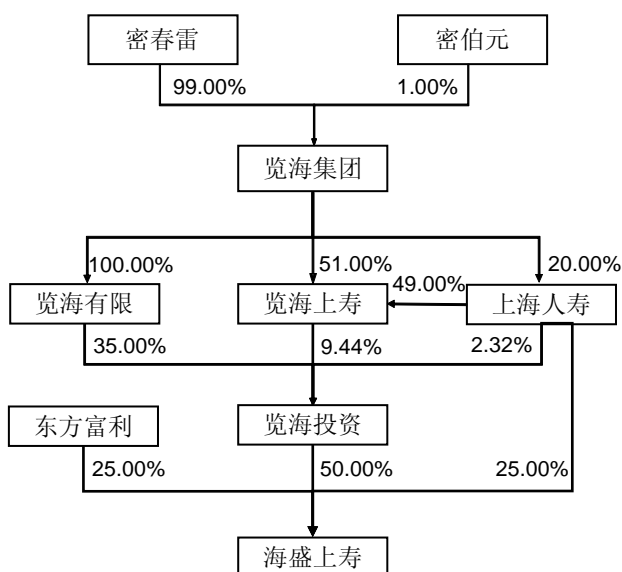 密春雷
密伯元
99.00%
1.00%
览海集团
100.00%
51.00%
20.00%
49.00%
览海有限
览海上寿
上海人寿
35.00%
9.44%
2.32%
东方富利
览海投资
25.00%
50.00%
25.00%
海盛上寿